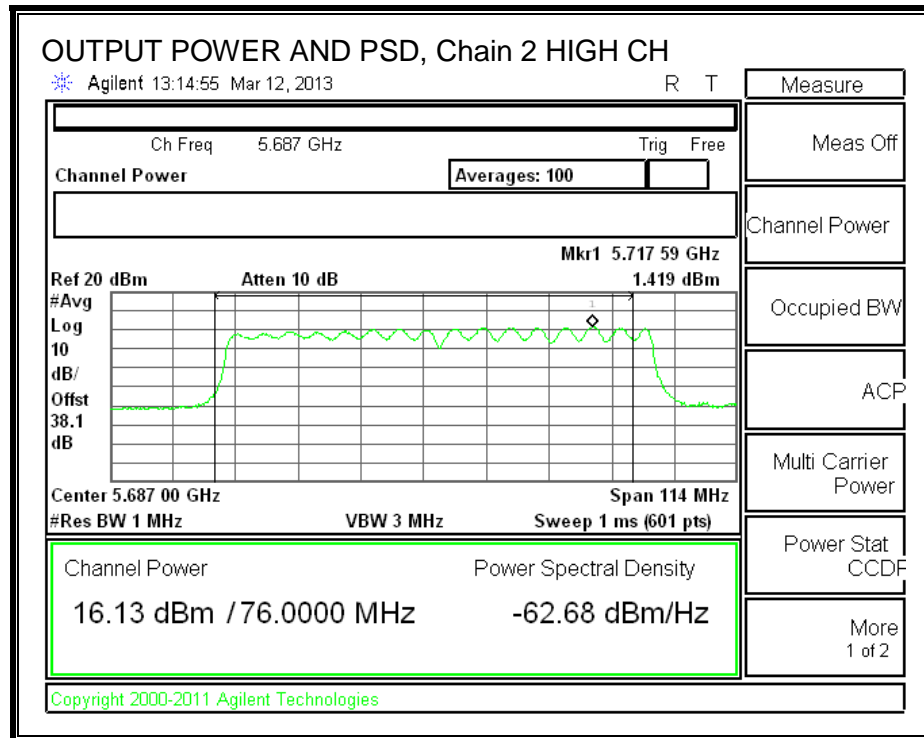 OUTPUT POWER AND PSD, Chain 2 HIGH CH
Agilent 13:14:55 Mar 12, 2013 R T
Measure
Ch Freq 5.687 GHz Trig Free
Meas Off
Channel Power Averages: 100
Channel Power
Mkr1 5.717 59 GHz
Ref 20 dBm Atten 10 dB 1.419 dBm
#Avg
Log
10
dB/
Offst
38.1
dB
1
Occupied BW
ACP
Center 5.687 00 GHz Span 114 MHz
#Res BW 1 MHz VBW 3 MHz Sweep 1 ms (601 pts)
Multi Carrier
Power
Channel Power Power Spectral Density
16.13 dBm / 76.0000 MHz -62.68 dBm/Hz
Power Stat
CCDF
More
1 of 2
Copyright 2000-2011 Agilent Technologies